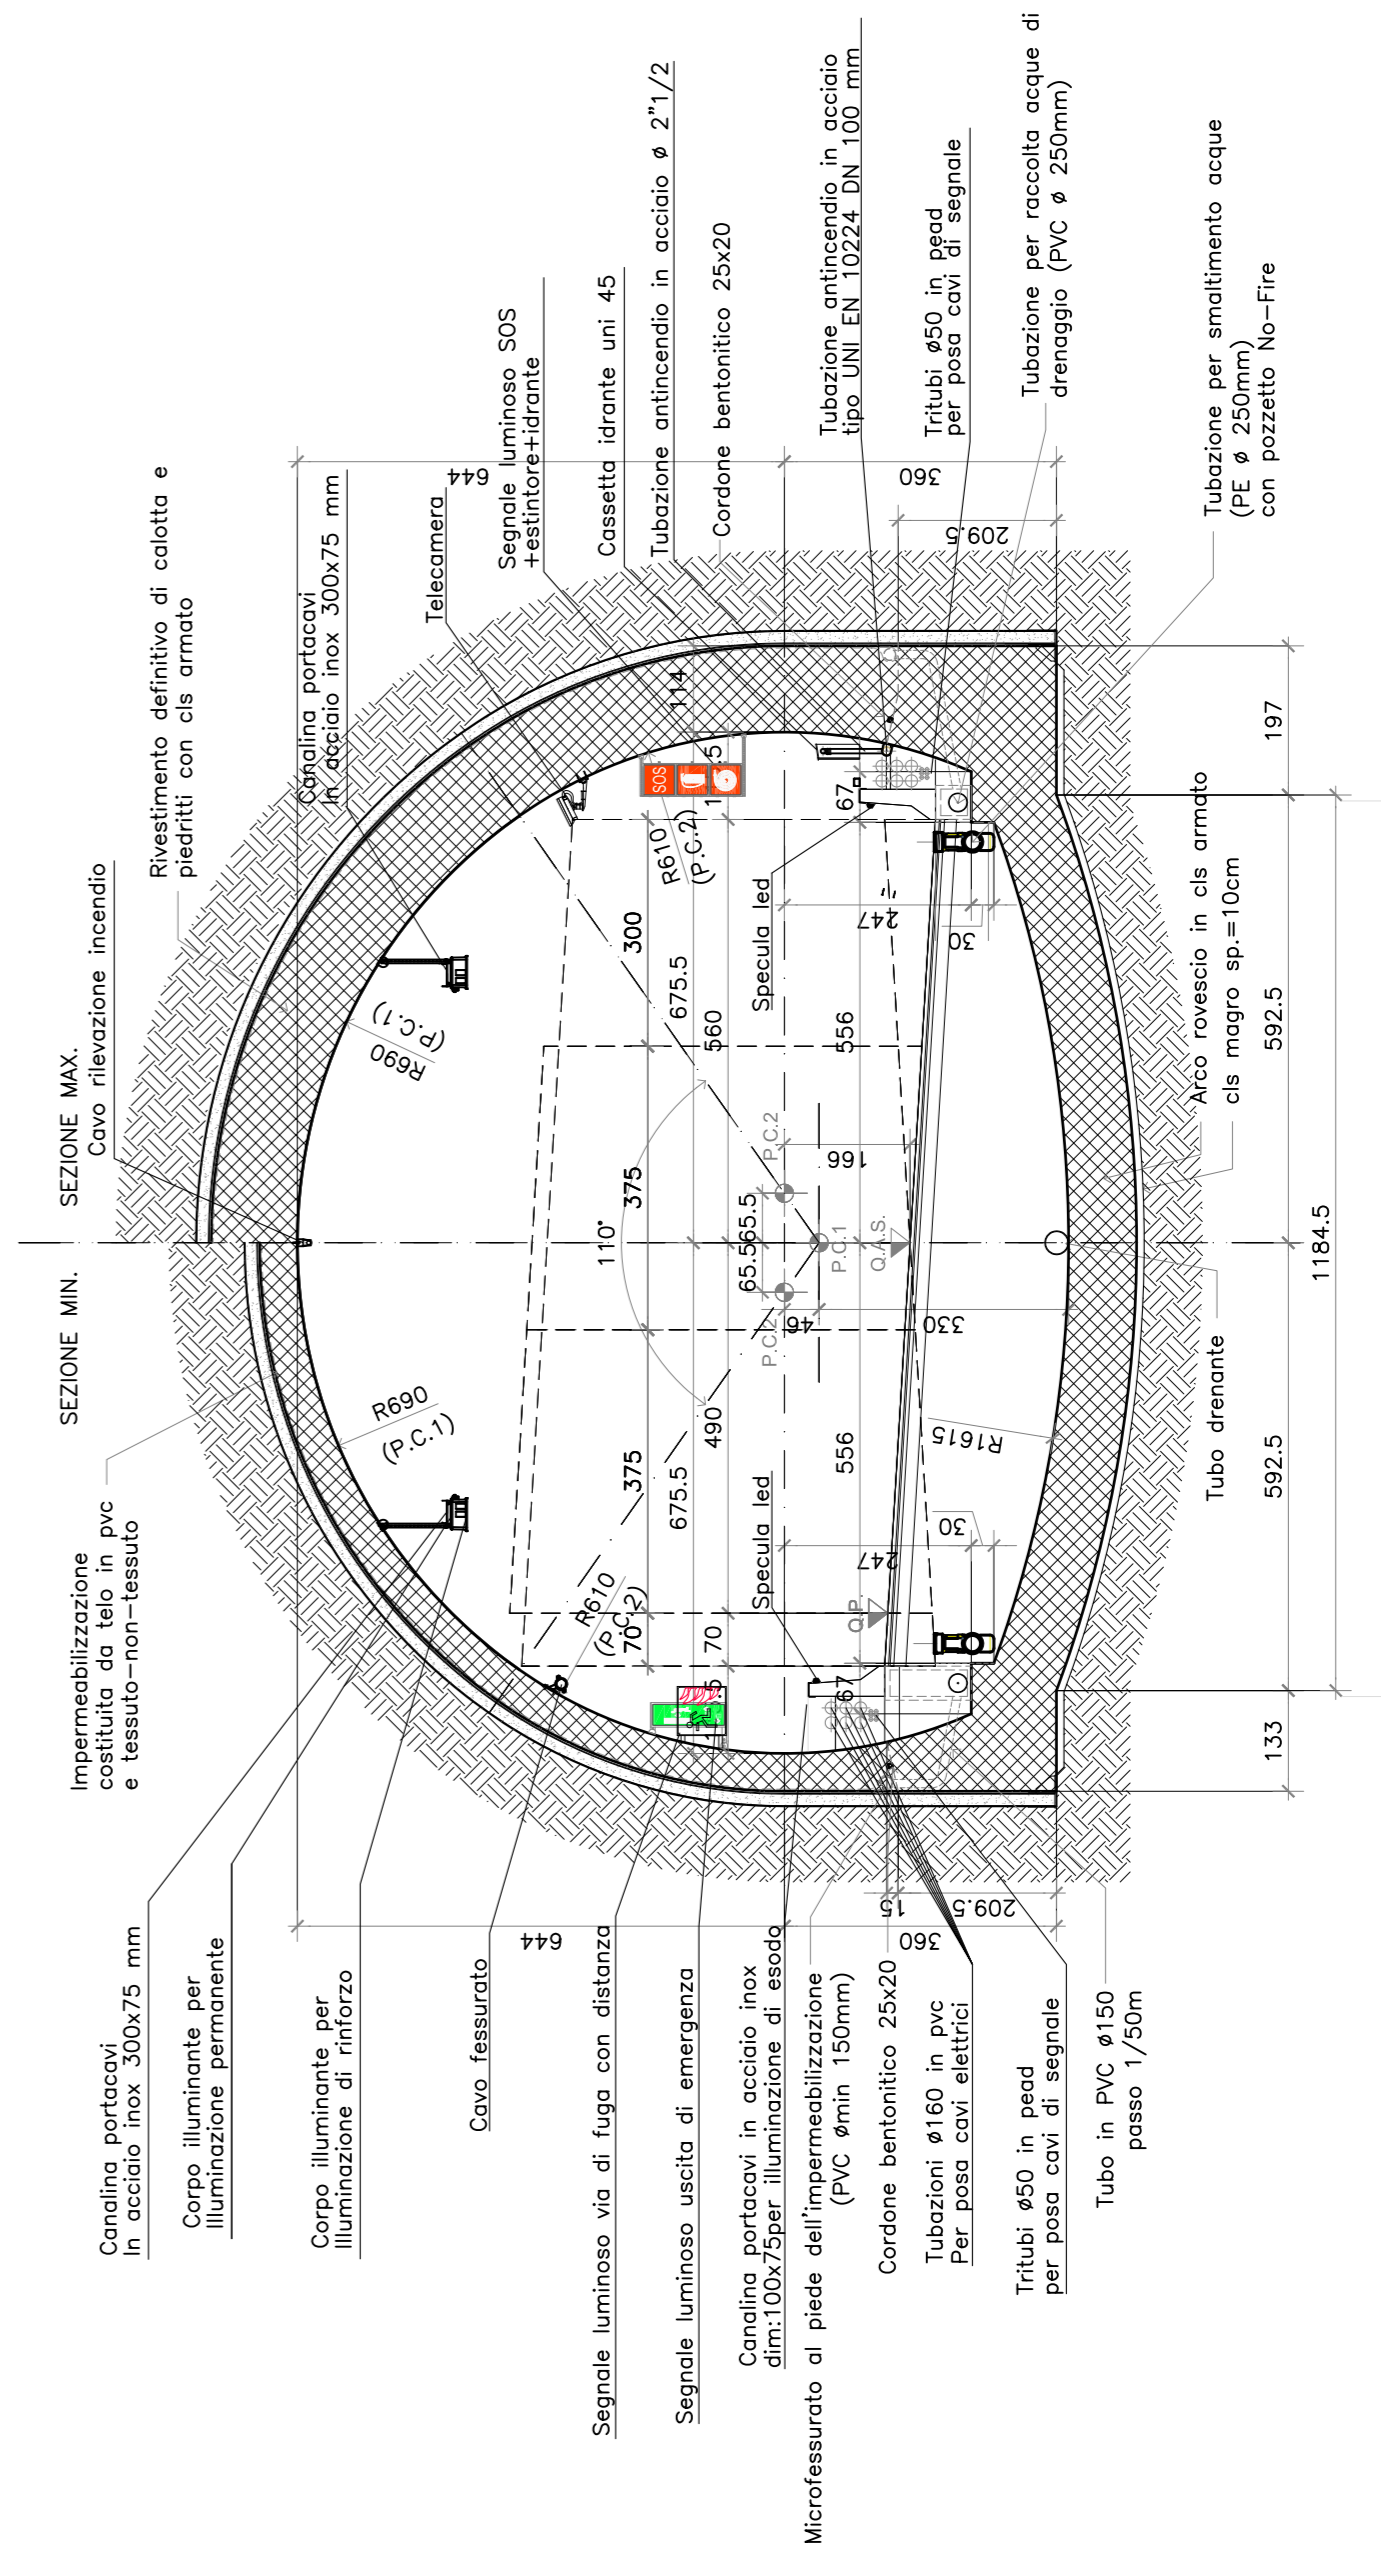 SEZIONE MIN.
SEZIONE MAX.
Cavo rilevazione incendio
Rivestimento definitivo di calotta e
piedritti con cls armato
Canalina portacavi
In acciaio inox 300x75 mm
Telecamera
Segnale luminoso SOS
+estintore+idrante
Cassetta idrante uni 45
Tubazione antincendio in acciaio ø 2"1/2
Cordone bentonitico 25x20
Tubazione antincendio in acciaio
tipo UNI EN 10224 DN 100 mm
Tritubi ø50 in pead
per posa cavi di segnale
Tubazione per raccolta acque di
drenaggio (PVC ø 250mm)
Tubazione per smaltimento acque
(PE ø 250mm)
con pozzetto No-Fire
Arco rovescio in cls armato
cls magro sp.=10cm
Tubo drenante
Impermeabilizzazione
costituita da telo in pvc
e tessuto-non-tessuto
Canalina portacavi
In acciaio inox 300x75 mm
Corpo illuminante per
Illuminazione permanente
Corpo illuminante per
Illuminazione di rinforzo
Cavo fessurato
Segnale luminoso via di fuga con distanza
Segnale luminoso uscita di emergenza
Canalina portacavi in acciaio inox
dim:100x75per illuminazione di esodo
Microfessurato al piede dell'impermeabilizzazione
(PVC ømin 150mm)
Cordone bentonitico 25x20
Tubazioni ø160 in pvc
Per posa cavi elettrici
Tritubi ø50 in pead
per posa cavi di segnale
Tubo in PVC ø150
passo 1/50m
R690
(P.C.1)
R690
(P.C.1)
R610
(P.C.2)
R610
(P.C.2)
SOS
110°
70
375
375
300
675.5
675.5
114
70
490
560
65.5
65.5
P.C.2
P.C.2
P.C.1
Specula led
Specula led
67
556
556
67
46
166
Q.P.
Q.A.S.
247
247
30
30
330
R1615
644
644
360
360
209.5
209.5
15
133
592.5
592.5
197
1184.5